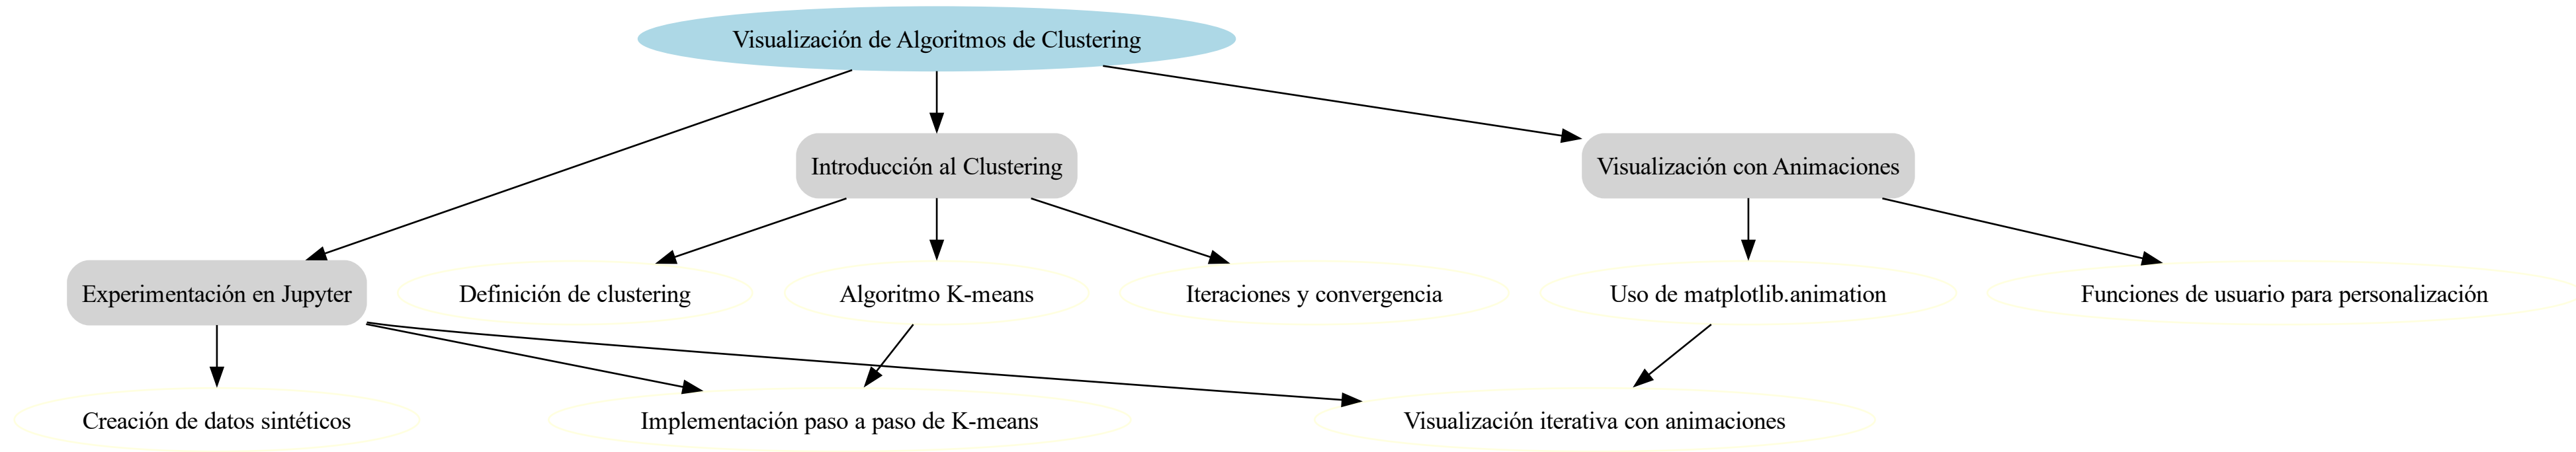 Visualización de Algoritmos de Clustering
Introducción al Clustering
Visualización con Animaciones
Experimentación en Jupyter
Definición de clustering
Algoritmo K-means
Iteraciones y convergencia
Uso de matplotlib.animation
Funciones de usuario para personalización
Creación de datos sintéticos
Implementación paso a paso de K-means
Visualización iterativa con animaciones